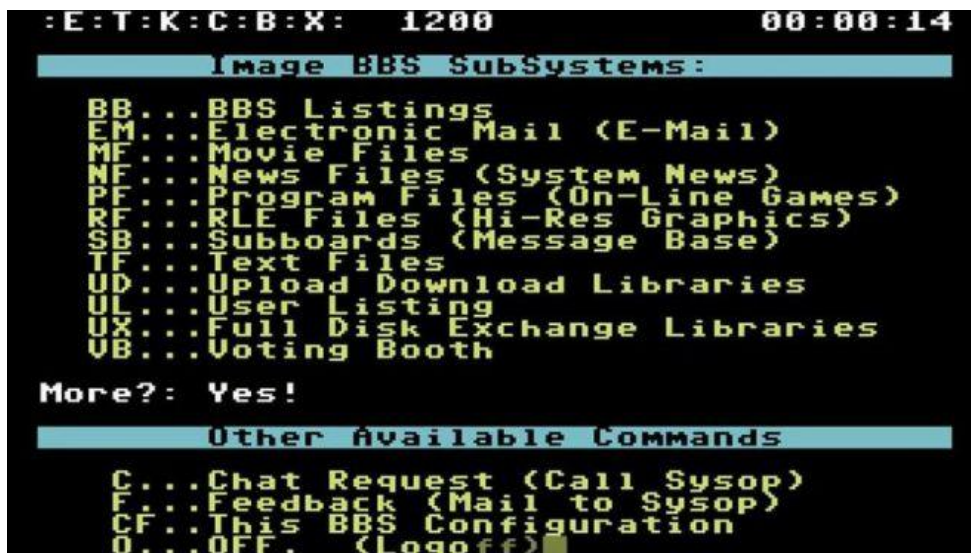 :E:T:K:C:B:X: 1200 00:00:14
Image BBS SubSystems:
BB...BBS Listings
EM...Electronic Mail (E-Mail)
MF...Movie Files
NF...News Files (System News)
PF...Program Files (On-Line Games)
RF...RLE Files (Hi-Res Graphics)
SB...Subboards (Message Base)
TF...Text Files
UD...Upload Download Libraries
UL...User Listing
UX...Full Disk Exchange Libraries
VB...Voting Booth
More?: Yes!
Other Available Commands
C...Chat Request (Call Sysop)
F...Feedback (Mail to Sysop)
CF..This BBS Configuration
O...OFF. (Logoff)